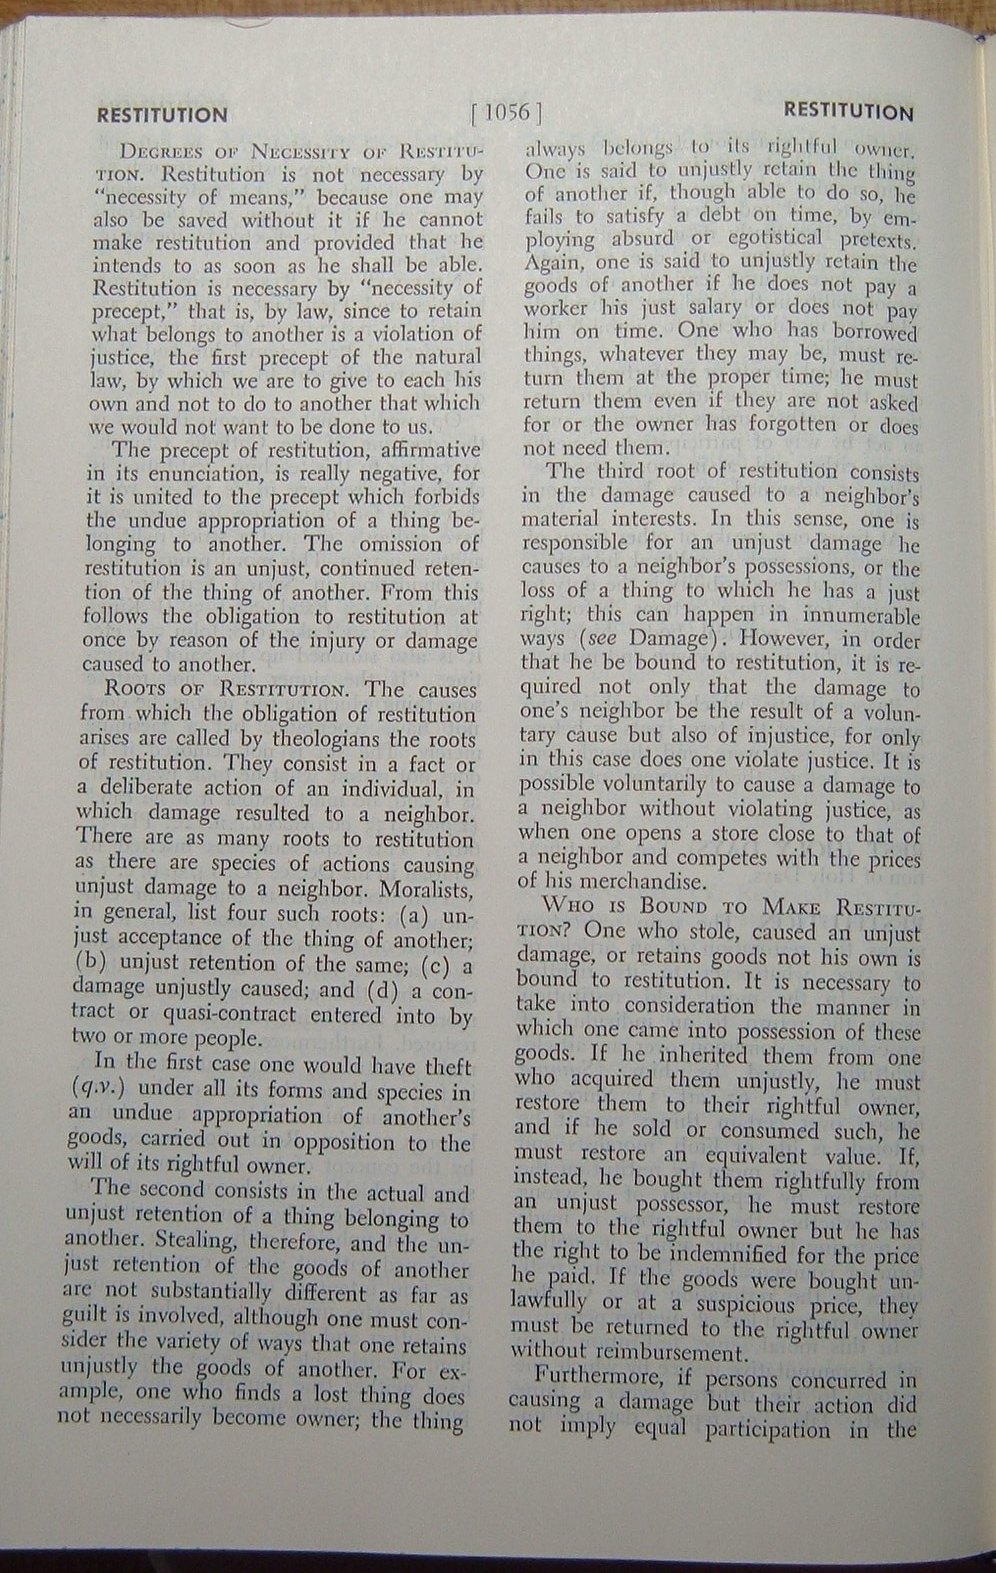 RESTITUTION
[ 1056 ]
RESTITUTION
DEGREES OF NECESSITY OF RESTITU-
TION. Restitution is not necessary by
“necessity of means,” because one may
also be saved without it if he cannot
make restitution and provided that he
intends to as soon as he shall be able.
Restitution is necessary by “necessity of
precept,” that is, by law, since to retain
what belongs to another is a violation of
justice, the first precept of the natural
law, by which we are to give to each his
own and not to do to another that which
we would not want to be done to us.
The precept of restitution, affirmative
in its enunciation, is really negative, for
it is united to the precept which forbids
the undue appropriation of a thing be-
longing to another. The omission of
restitution is an unjust, continued reten-
tion of the thing of another. From this
follows the obligation to restitution at
once by reason of the injury or damage
caused to another.
ROOTS OF RESTITUTION. The causes
from which the obligation of restitution
arises are called by theologians the roots
of restitution. They consist in a fact or
a deliberate action of an individual, in
which damage resulted to a neighbor.
There are as many roots to restitution
as there are species of actions causing
unjust damage to a neighbor. Moralists,
in general, list four such roots: (a) un-
just acceptance of the thing of another;
(b) unjust retention of the same; (c) a
damage unjustly caused; and (d) a con-
tract or quasi-contract entered into by
two or more people.
In the first case one would have theft
(q.v.) under all its forms and species in
an undue appropriation of another’s
goods, carried out in opposition to the
will of its rightful owner.
The second consists in the actual and
unjust retention of a thing belonging to
another. Stealing, therefore, and the un-
just retention of the goods of another
are not substantially different as far as
guilt is involved, although one must con-
sider the variety of ways that one retains
unjustly the goods of another. For ex-
ample, one who finds a lost thing does
not necessarily become owner; the thing
always belongs to its rightful owner.
One is said to unjustly retain the thing
of another if, though able to do so, he
fails to satisfy a debt on time, by em-
ploying absurd or egotistical pretexts.
Again, one is said to unjustly retain the
goods of another if he does not pay a
worker his just salary or does not pay
him on time. One who has borrowed
things, whatever they may be, must re-
turn them at the proper time; he must
return them even if they are not asked
for or the owner has forgotten or does
not need them.
The third root of restitution consists
in the damage caused to a neighbor’s
material interests. In this sense, one is
responsible for an unjust damage he
causes to a neighbor’s possessions, or the
loss of a thing to which he has a just
right; this can happen in innumerable
ways (see Damage). However, in order
that he be bound to restitution, it is re-
quired not only that the damage to
one’s neighbor be the result of a volun-
tary cause but also of injustice, for only
in this case does one violate justice. It is
possible voluntarily to cause a damage to
a neighbor without violating justice, as
when one opens a store close to that of
a neighbor and competes with the prices
of his merchandise.
WHO IS BOUND TO MAKE RESTITU-
TION? One who stole, caused an unjust
damage, or retains goods not his own is
bound to restitution. It is necessary to
take into consideration the manner in
which one came into possession of these
goods. If he inherited them from one
who acquired them unjustly, he must
restore them to their rightful owner,
and if he sold or consumed such, he
must restore an equivalent value. If,
instead, he bought them rightfully from
an unjust possessor, he must restore
them to the rightful owner but he has
the right to be indemnified for the price
he paid. If the goods were bought un-
lawfully or at a suspicious price, they
must be returned to the rightful owner
without reimbursement.
Furthermore, if persons concurred in
causing a damage but their action did
not imply equal participation in the